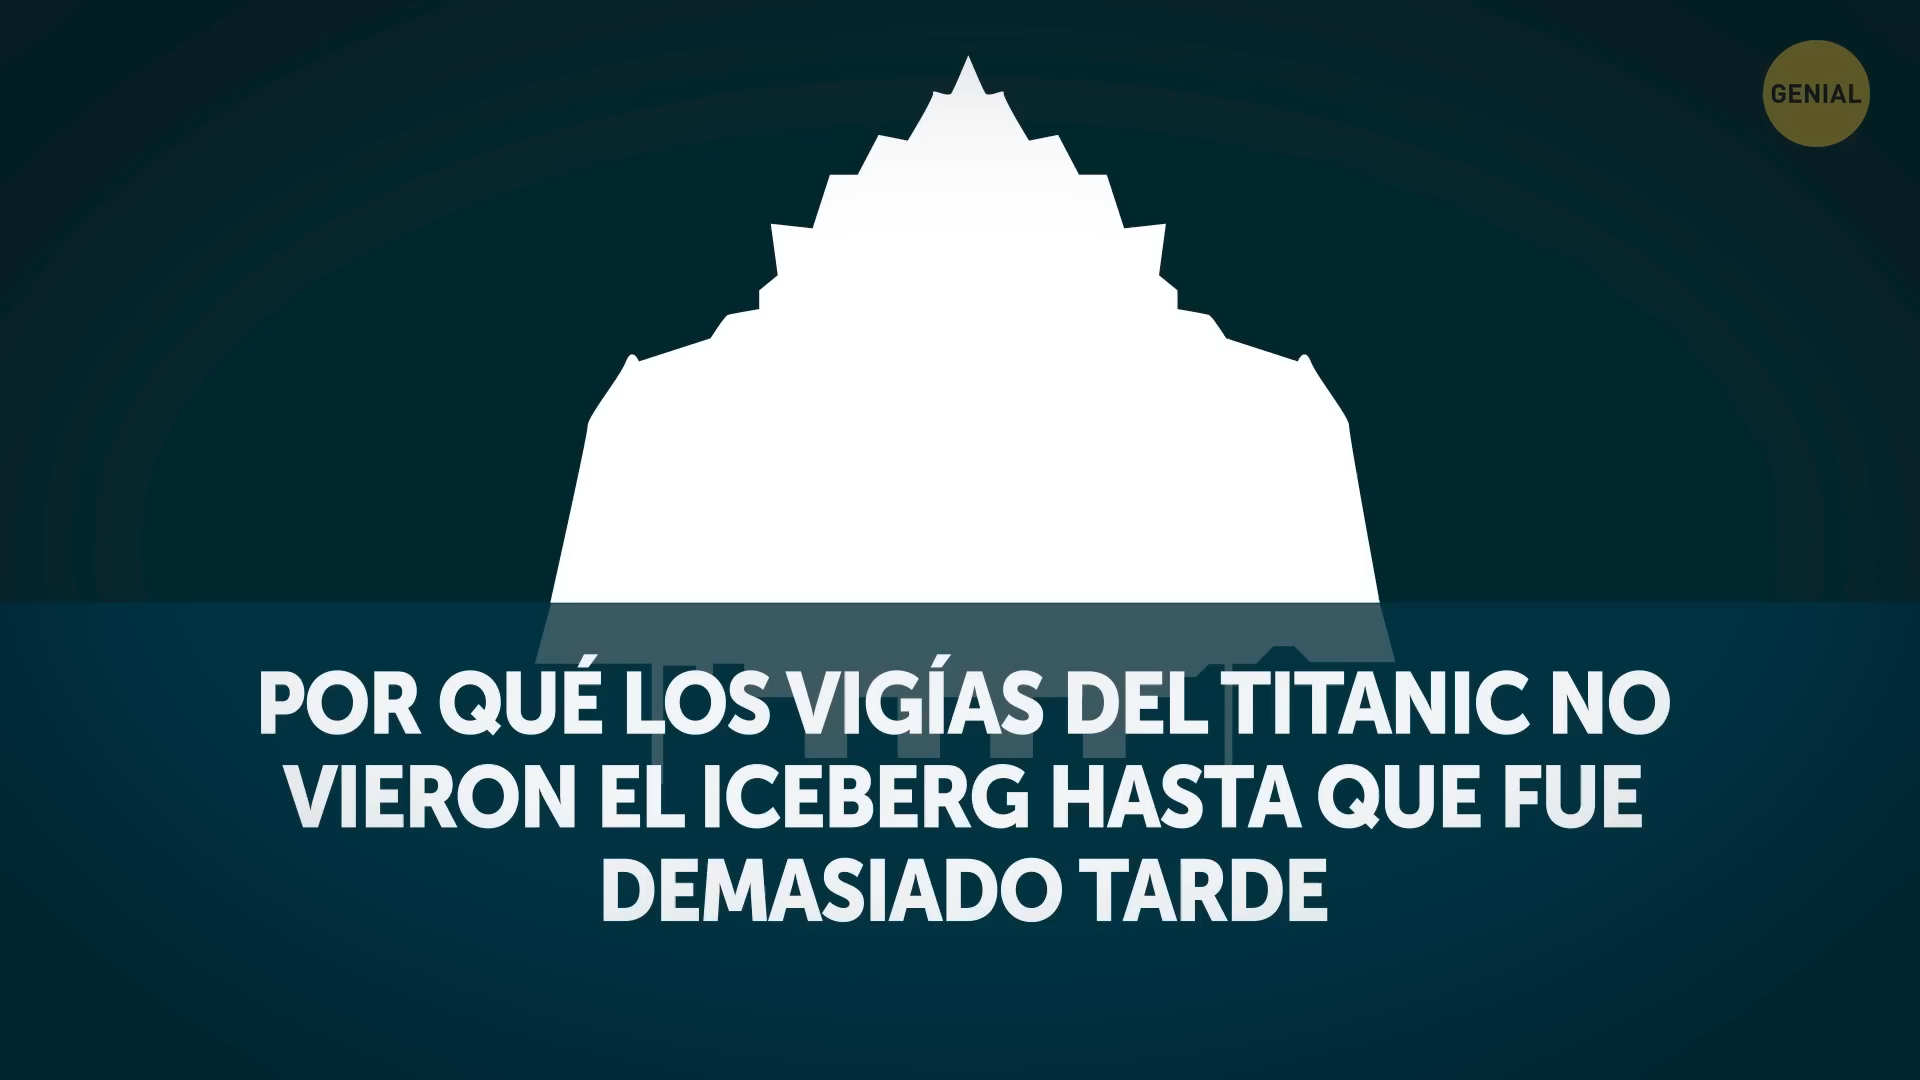 GENIAL
POR QUÉ LOS VIGÍAS DEL TITANIC NO
VIERON EL ICEBERG HASTA QUE FUE
DEMASIADO TARDE